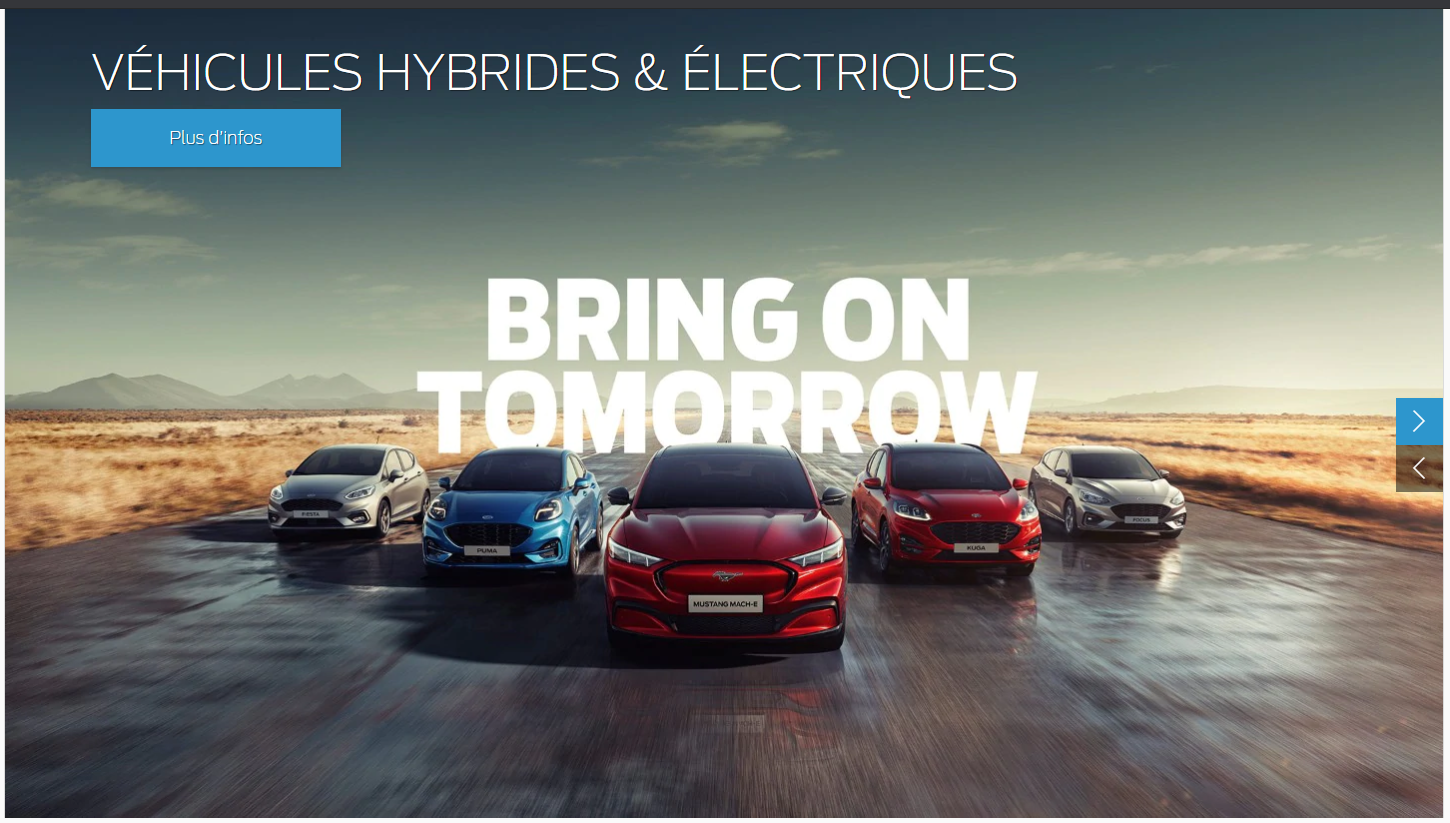 VÉHICULES HYBRIDES & ÉLECTRIQUES
Plus d'infos
BRING ON
TOMORROW
FIESTA
PUMA
MUSTANG MACH-E
KUGA
FOCUS